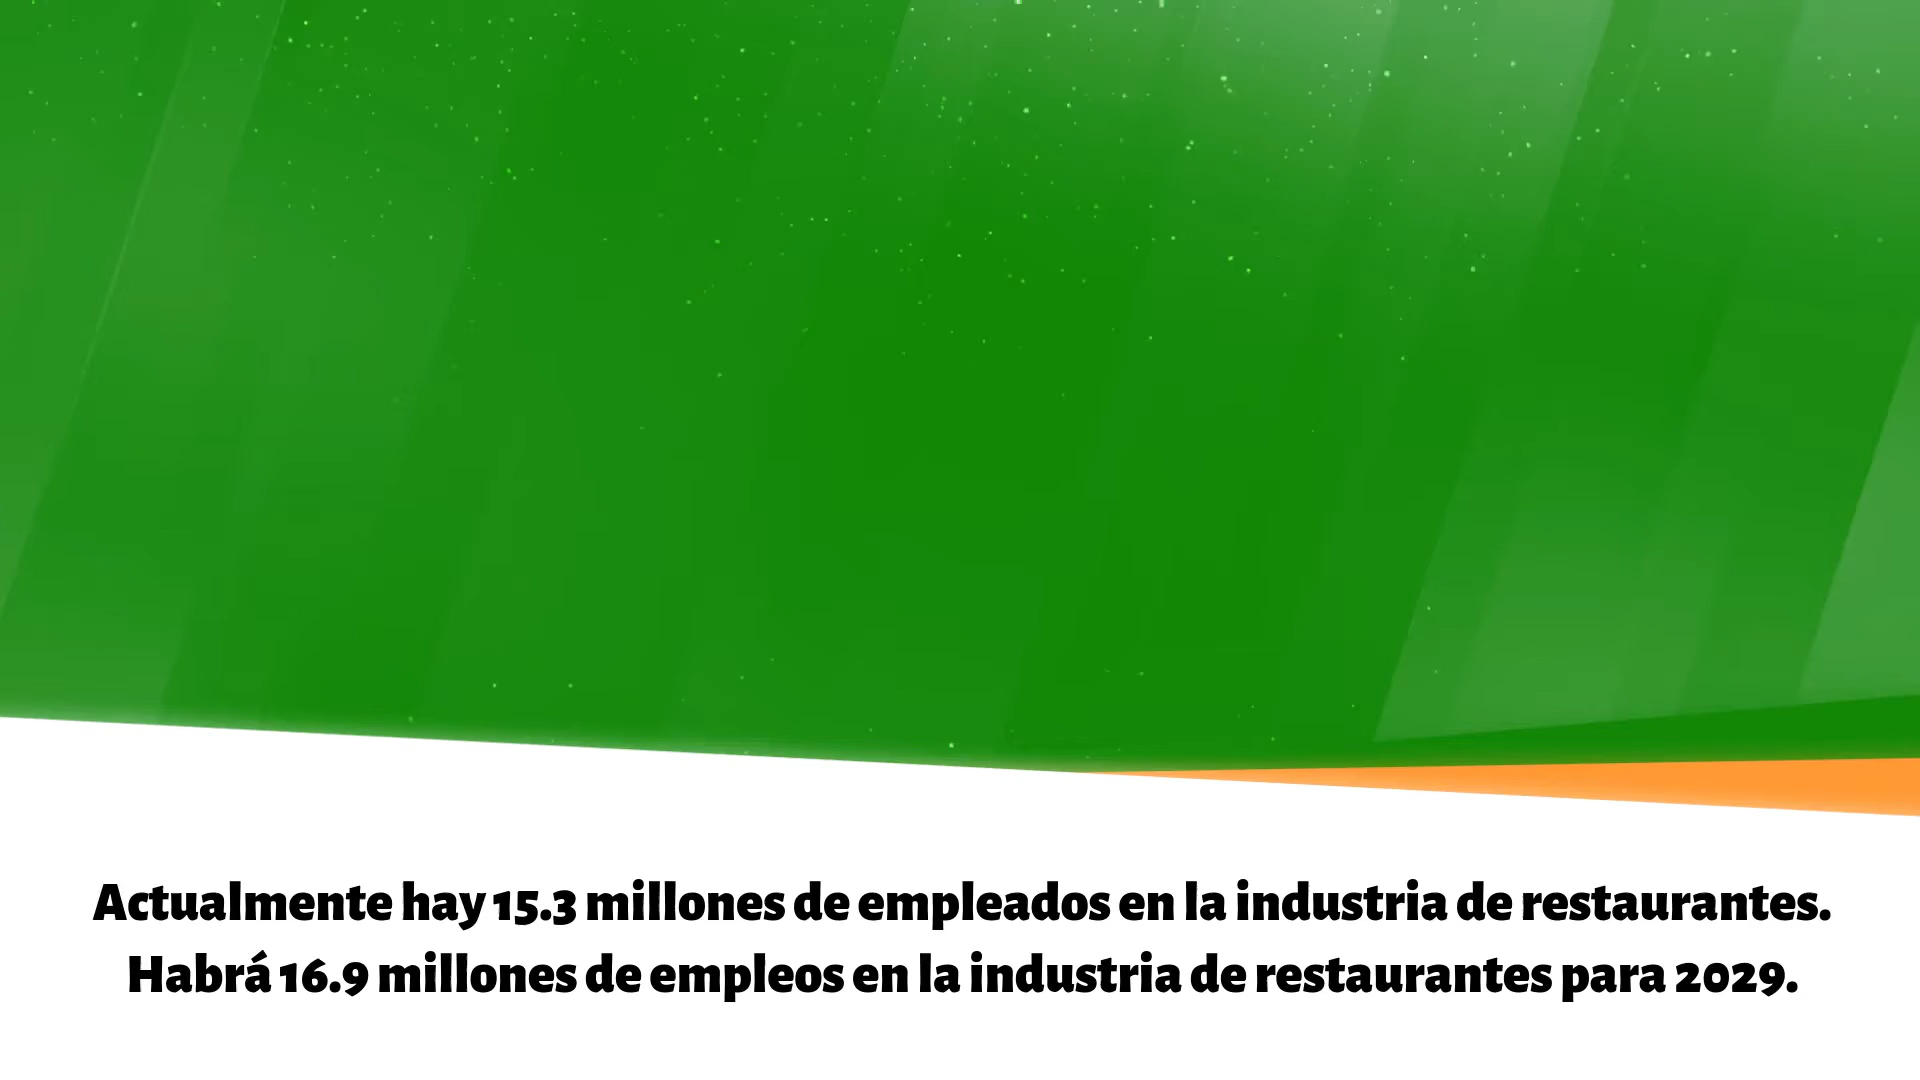 Actualmente hay 15.3 millones de empleados en la industria de restaurantes.
Habrá 16.9 millones de empleos en la industria de restaurantes para 2029.